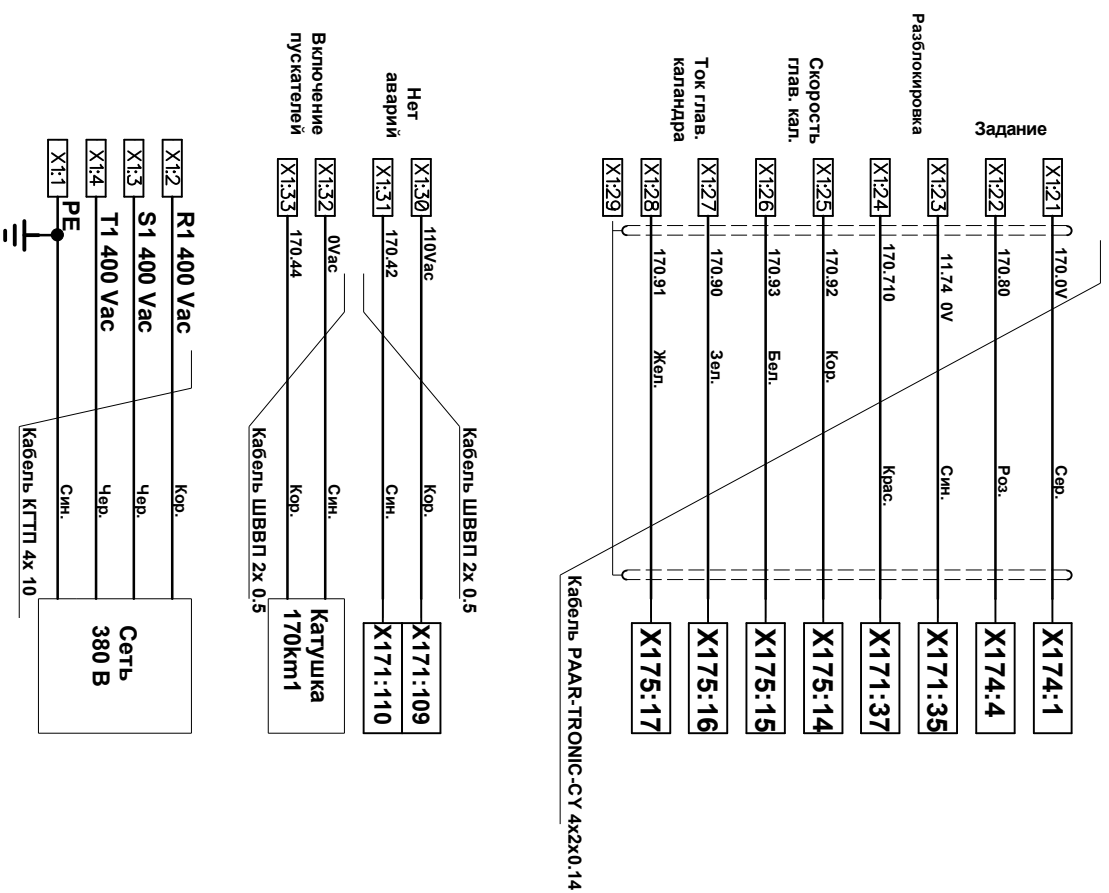 Задание
X1:21
170.0V
Сер.
X174:1
X1:22
170.80
Роз.
X174:4
Разблокировка
X1:23
11.74 0V
Син.
X171:35
X1:24
170.710
Крас.
X171:37
Скорость
глав. кал.
X1:25
170.92
Кор.
X175:14
X1:26
170.93
Бел.
X175:15
Ток глав.
каландра
X1:27
170.90
Зел.
X175:16
X1:28
170.91
Жел.
X175:17
X1:29
Кабель PAAR-TRONIC-CY 4x2x0.14
Нет
аварий
X1:30
110Vac
Кор.
X171:109
X1:31
170.42
Син.
X171:110
Кабель ШВВП 2x 0.5
Включение
пускателей
X1:32
0Vac
Син.
X1:33
170.44
Кор.
Катушка
170km1
Кабель ШВВП 2x 0.5
X1:2
R1 400 Vac
Кор.
X1:3
S1 400 Vac
Чер.
X1:4
T1 400 Vac
Чер.
X1:1
PE
Син.
Сеть
380 В
Кабель КГТП 4x 10